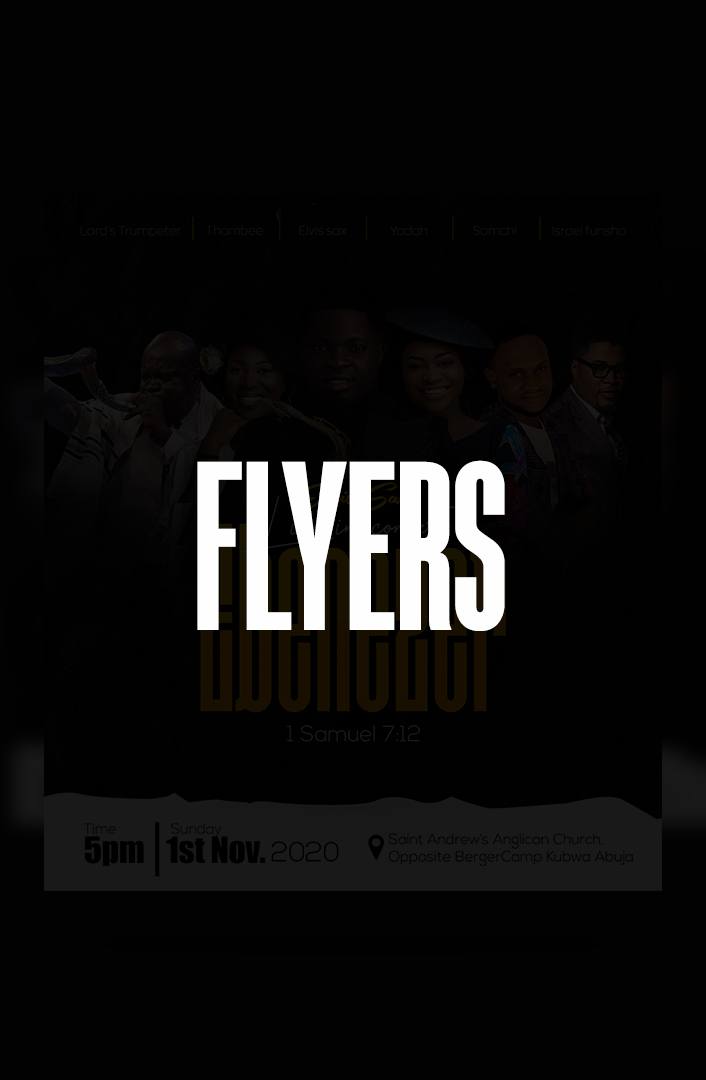 Lord's Trumpeter Thambee Elvis sax Yadah Samchi Israel funsho
FLYERS
Ebenezer
1 Samuel 7:12
Time Sunday
5pm 1st Nov. 2020
Saint Andrew's Anglican Church,
Opposite BergerCamp Kubwa Abuja